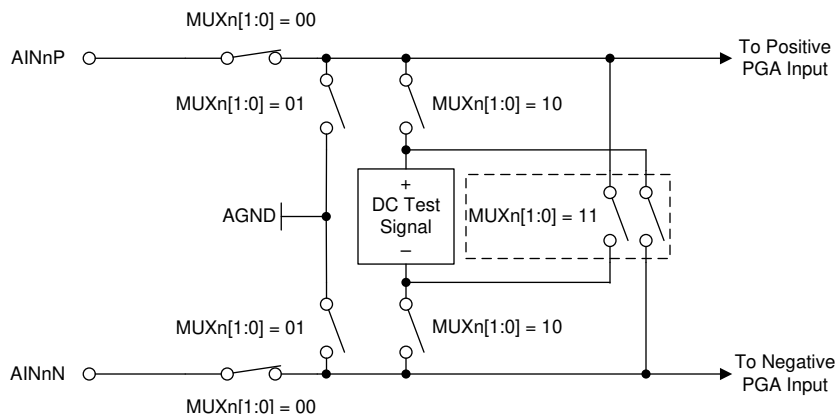 MUXn[1:0] = 00
AINnP
To Positive
PGA Input
MUXn[1:0] = 01
MUXn[1:0] = 10
+
DC Test
Signal
–
AGND
MUXn[1:0] = 11
MUXn[1:0] = 01
MUXn[1:0] = 10
AINnN
To Negative
PGA Input
MUXn[1:0] = 00